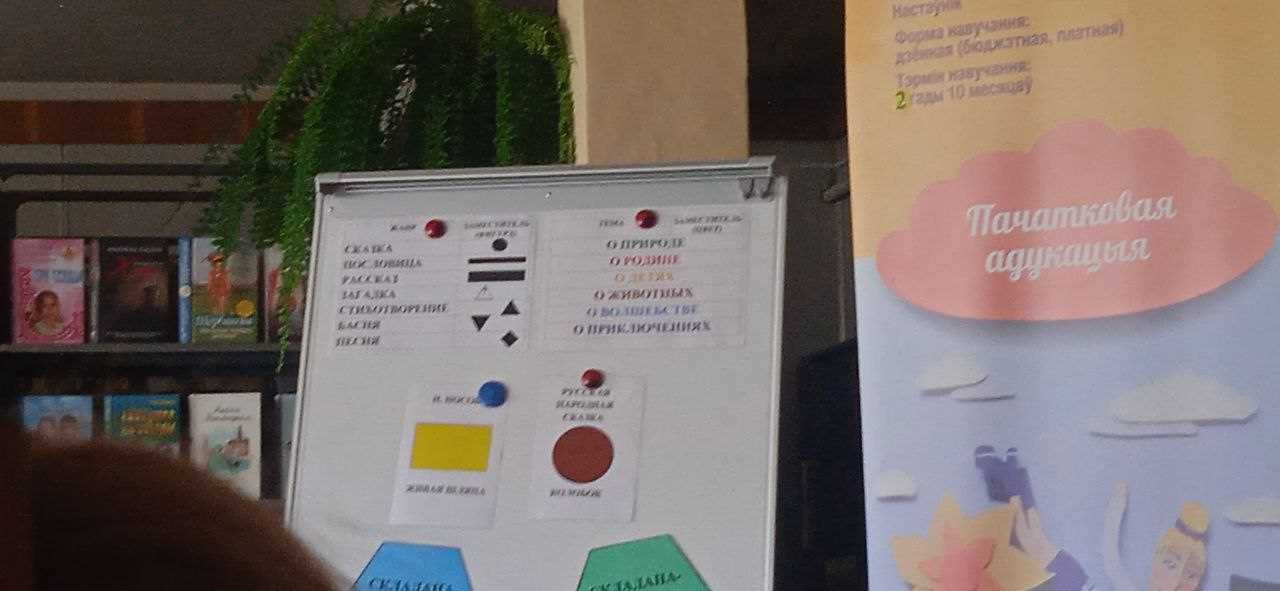 ЖАНР
ЗАМЕСТИТЕЛЬ
(ФИГУРА)
СКАЗКА
ПОСЛОВИЦА
РАССКАЗ
ЗАГАДКА
СТИХОТВОРЕНИЕ
БАСНЯ
ПЕСНЯ
ТЕМА
ЗАМЕСТИТЕЛЬ
(ЦВЕТ)
О ПРИРОДЕ
О РОДИНЕ
О ДЕТЯХ
О ЖИВОТНЫХ
О ВОЛШЕБСТВЕ
О ПРИКЛЮЧЕНИЯХ
Н. НОСОВ
ЖИВАЯ ШЛЯПА
РУССКАЯ
НАРОДНАЯ
СКАЗКА
КОЛОБОК
СКЛАДАНА
СКЛАДАНА-
Настаўнік
Форма навучання:
дзённая (бюджэтная, платная)
Тэрмін навучання:
2 гады 10 месяцаў
Пачатковая
адукацыя